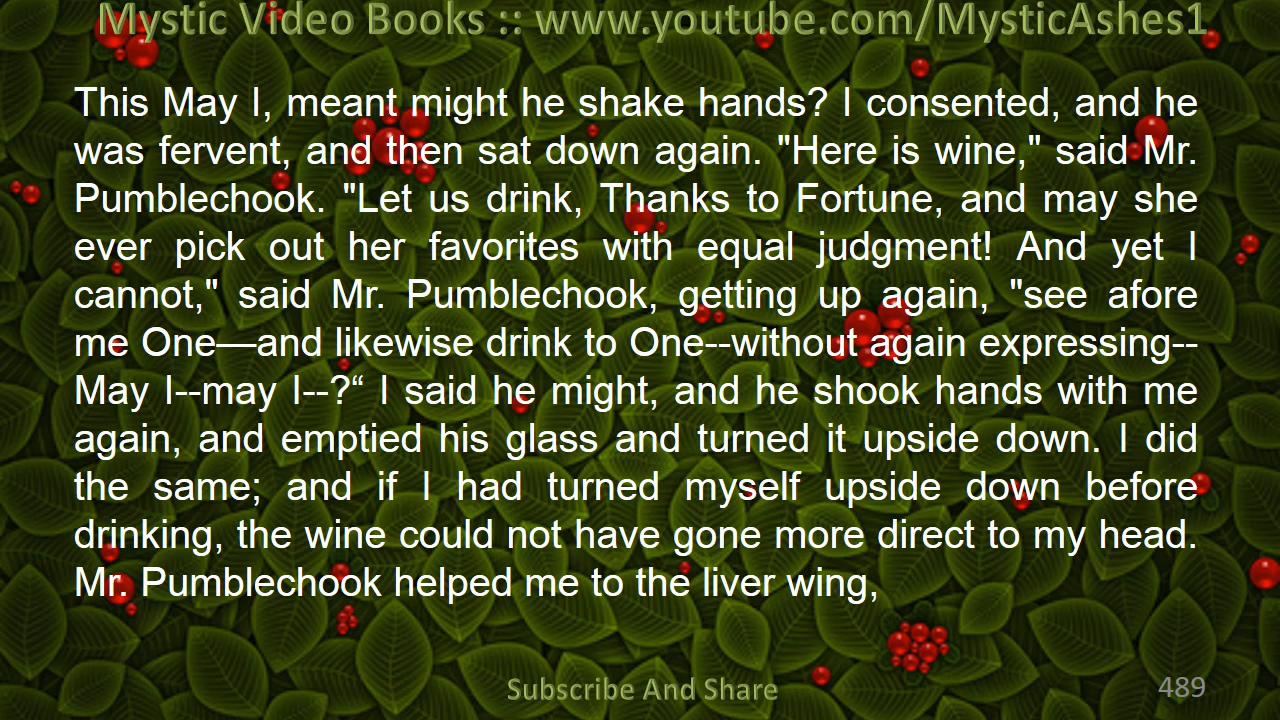 Mystic Video Books :: www.youtube.com/MysticAshes1
This May I, meant might he shake hands? I consented, and he
was fervent, and then sat down again. "Here is wine," said Mr.
Pumblechook. "Let us drink, Thanks to Fortune, and may she
ever pick out her favorites with equal judgment! And yet I
cannot," said Mr. Pumblechook, getting up again, "see afore
me One—and likewise drink to One--without again expressing--
May I--may I--?“ I said he might, and he shook hands with me
again, and emptied his glass and turned it upside down. I did
the same; and if I had turned myself upside down before
drinking, the wine could not have gone more direct to my head.
Mr. Pumblechook helped me to the liver wing,
Subscribe And Share
489